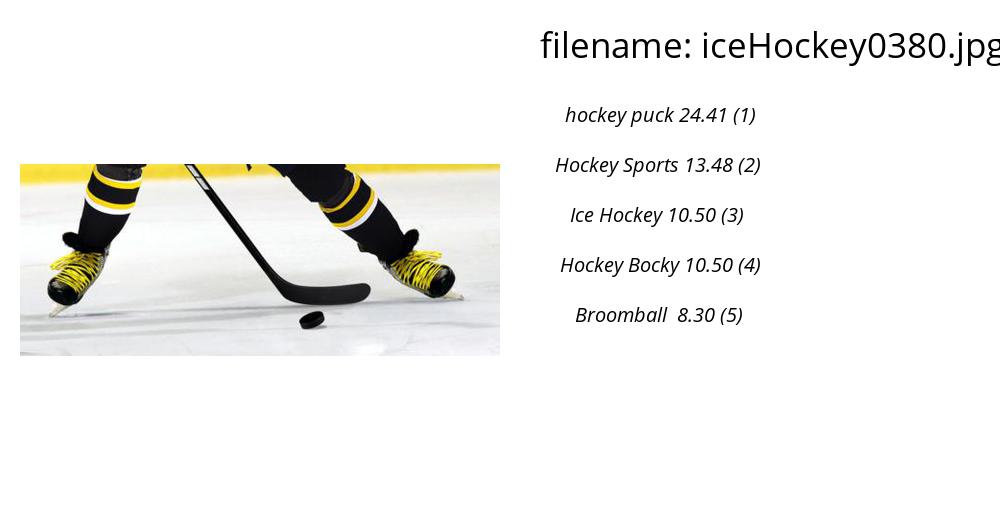 filename: iceHockey0380.jpg
hockey puck 24.41 (1)
Hockey Sports 13.48 (2)
Ice Hockey 10.50 (3)
Hockey Bocky 10.50 (4)
Broomball  8.30 (5)